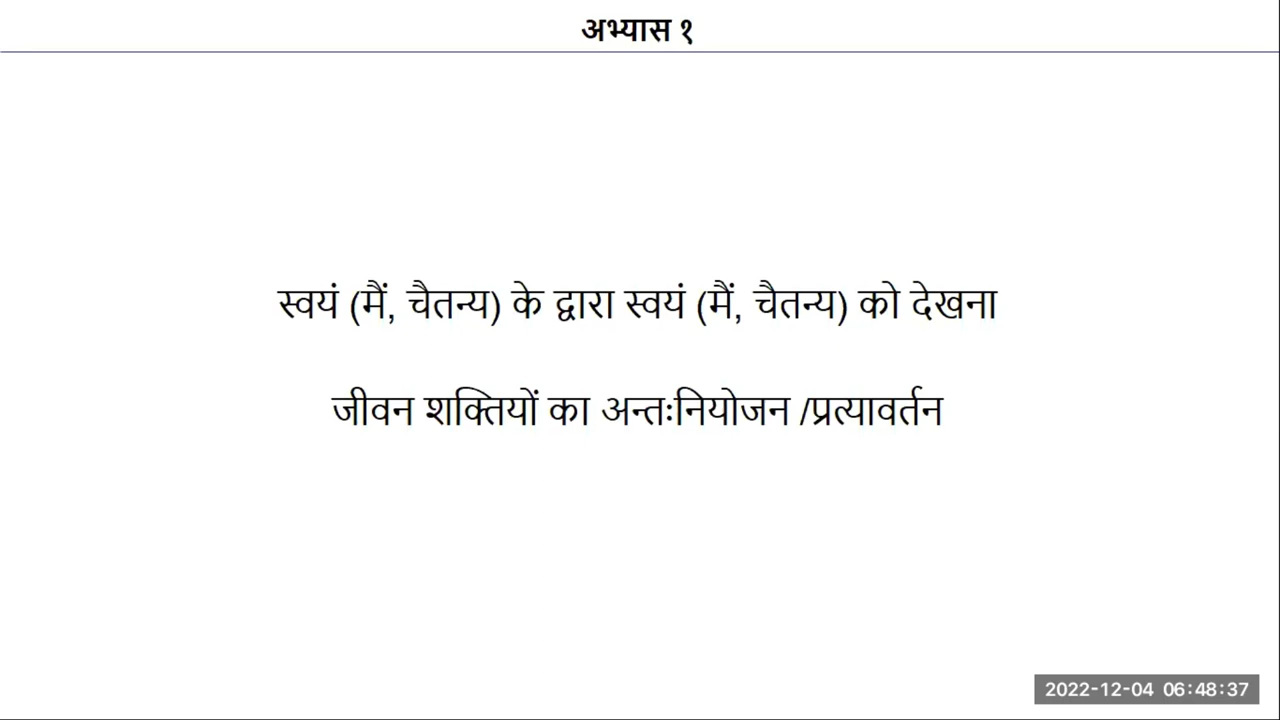 अभ्यास १
स्वयं (मैं, चैतन्य) के द्वारा स्वयं (मैं, चैतन्य) को देखना
जीवन शक्तियों का अन्तःनियोजन /प्रत्यावर्तन
2022-12-04 06:48:37